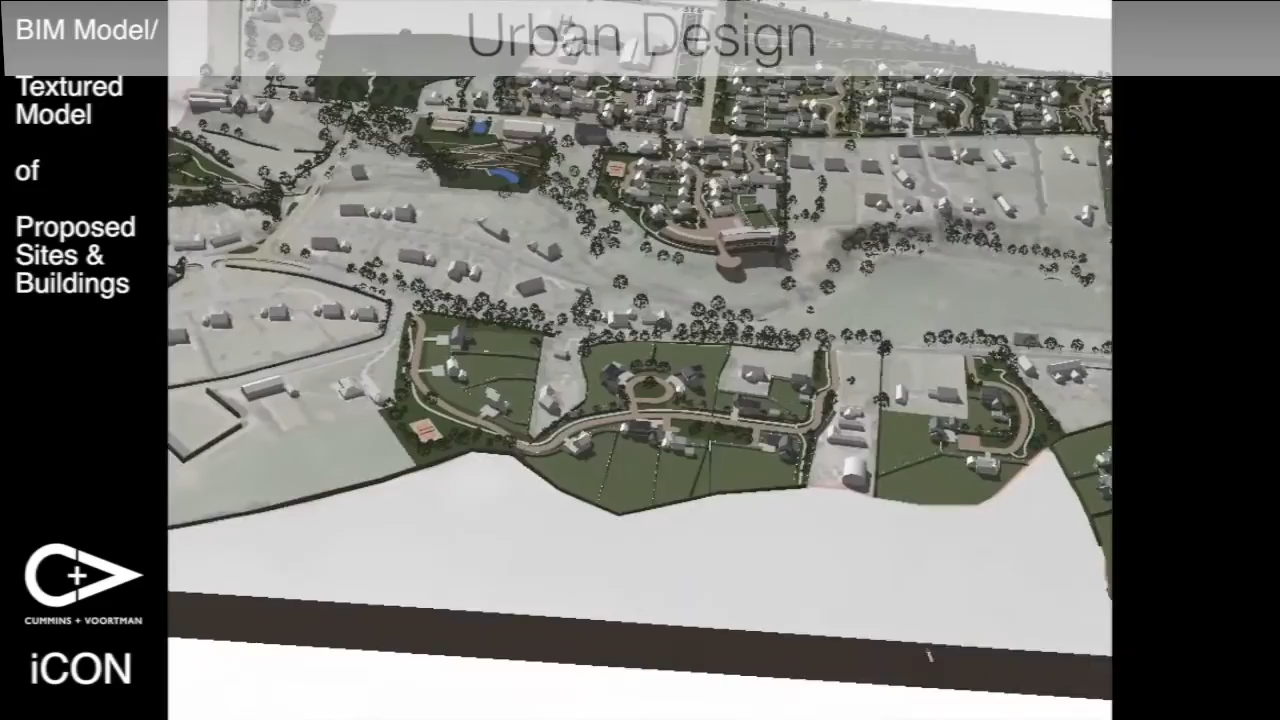 Urban Design
BIM Model/
Textured
Model
of
Proposed
Sites &
Buildings
CUMMINS + VOORTMAN
iCON